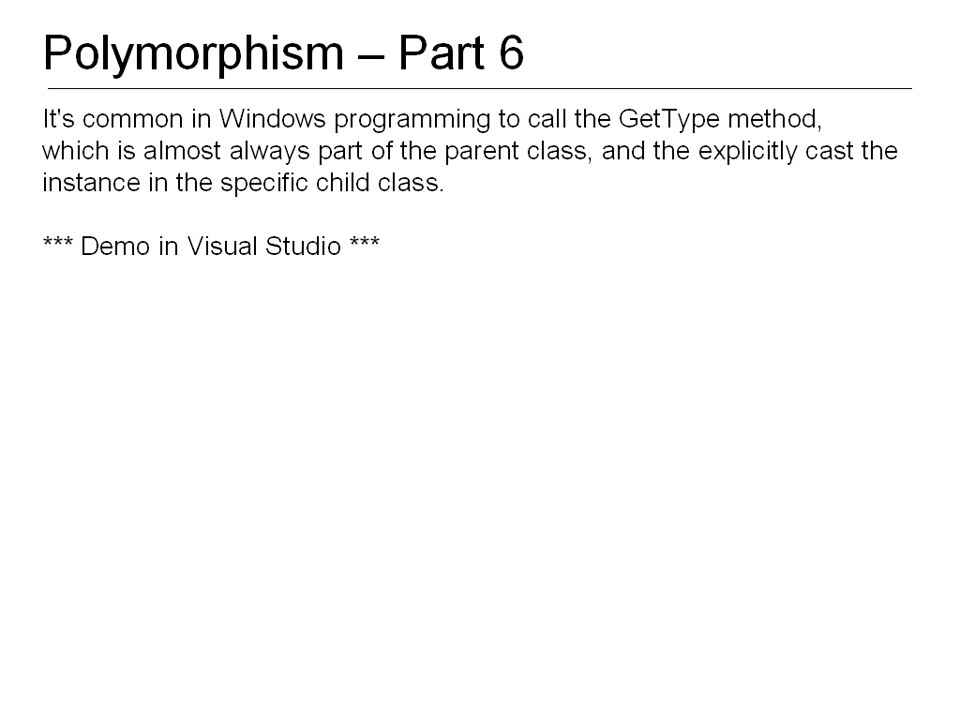 Polymorphism – Part 6
It's common in Windows programming to call the GetType method,
which is almost always part of the parent class, and the explicitly cast the
instance in the specific child class.
*** Demo in Visual Studio ***